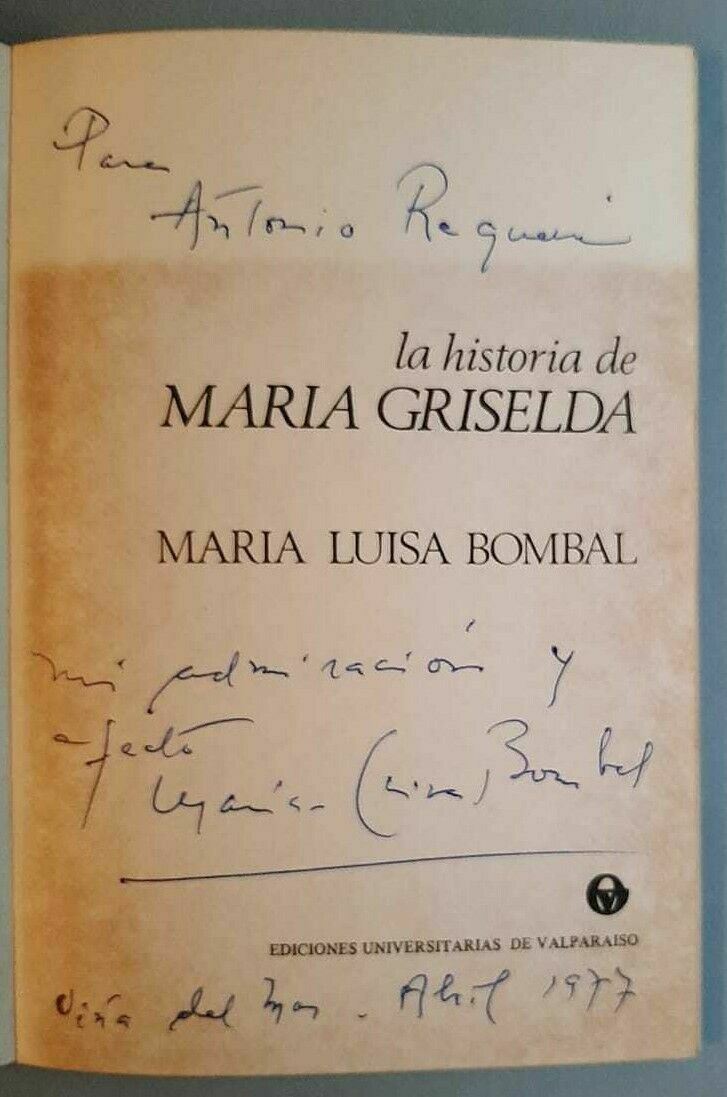 Para
Antonio
la historia de
MARIA GRISELDA
MARIA LUISA BOMBAL
mi admiración y
afecto
María Luisa Bombal
EDICIONES UNIVERSITARIAS DE VALPARAISO
Viña del Mar. Abril 1977